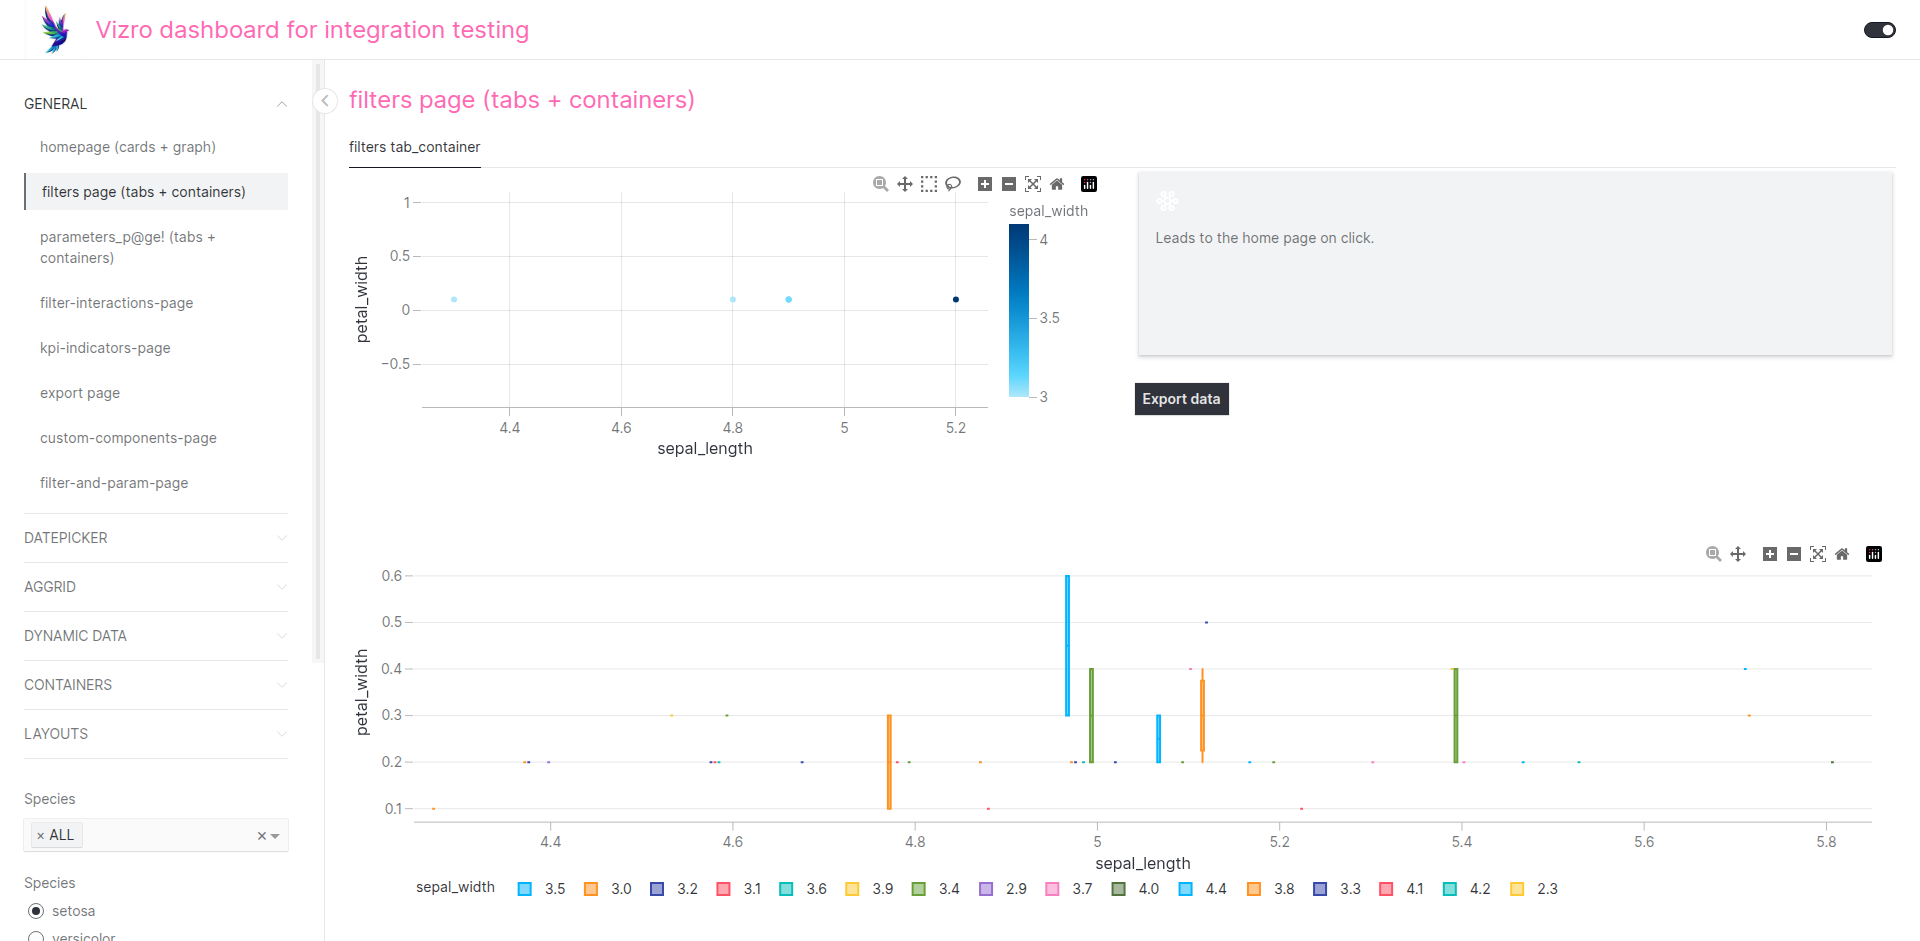 Vizro dashboard for integration testing
GENERAL
homepage (cards + graph)
filters page (tabs + containers)
parameters_p@ge! (tabs +
containers)
filter-interactions-page
kpi-indicators-page
export page
custom-components-page
filter-and-param-page
DATEPICKER
AGGRID
DYNAMIC DATA
CONTAINERS
LAYOUTS
Species
× ALL
Species
setosa
versicolor
filters page (tabs + containers)
filters tab_container
petal_width
1
0.5
0
−0.5
4.4 4.6 4.8 5 5.2
sepal_length
sepal_width
4
3.5
3
Leads to the home page on click.
Export data
petal_width
0.6
0.5
0.4
0.3
0.2
0.1
4.4 4.6 4.8 5 5.2 5.4 5.6 5.8
sepal_length
sepal_width 3.5 3.0 3.2 3.1 3.6 3.9 3.4 2.9 3.7 4.0 4.4 3.8 3.3 4.1 4.2 2.3